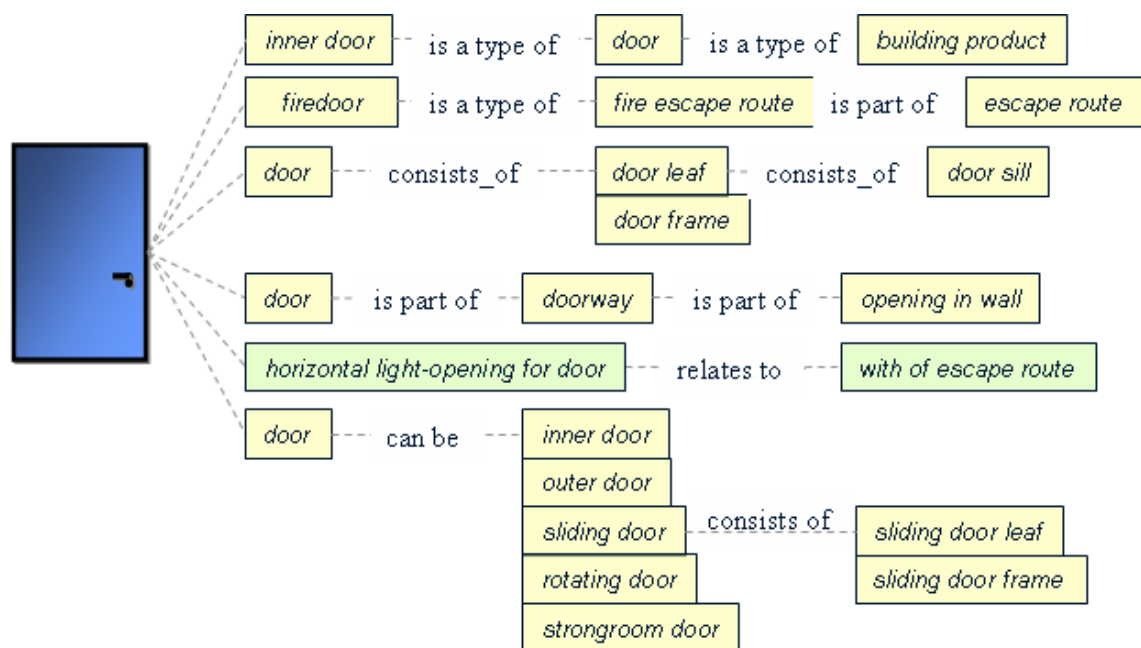 inner door is a type of door is a type of building product
firedoor is a type of fire escape route is part of escape route
door consists_of door leaf consists_of door sill
door frame
door is part of doorway is part of opening in wall
horizontal light-opening for door relates to with of escape route
door can be inner door
outer door
sliding door consists of sliding door leaf
rotating door sliding door frame
strongroom door